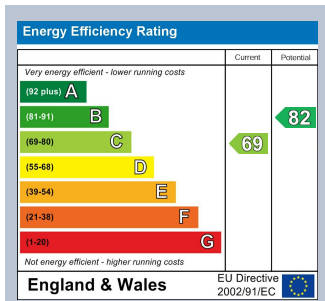 Energy Efficiency Rating
Current Potential
Very energy efficient - lower running costs
(92 plus) A
(81-91) B
82
(69-80) C
69
(55-68) D
(39-54) E
(21-38) F
(1-20) G
Not energy efficient - higher running costs
England & Wales
EU Directive
2002/91/EC